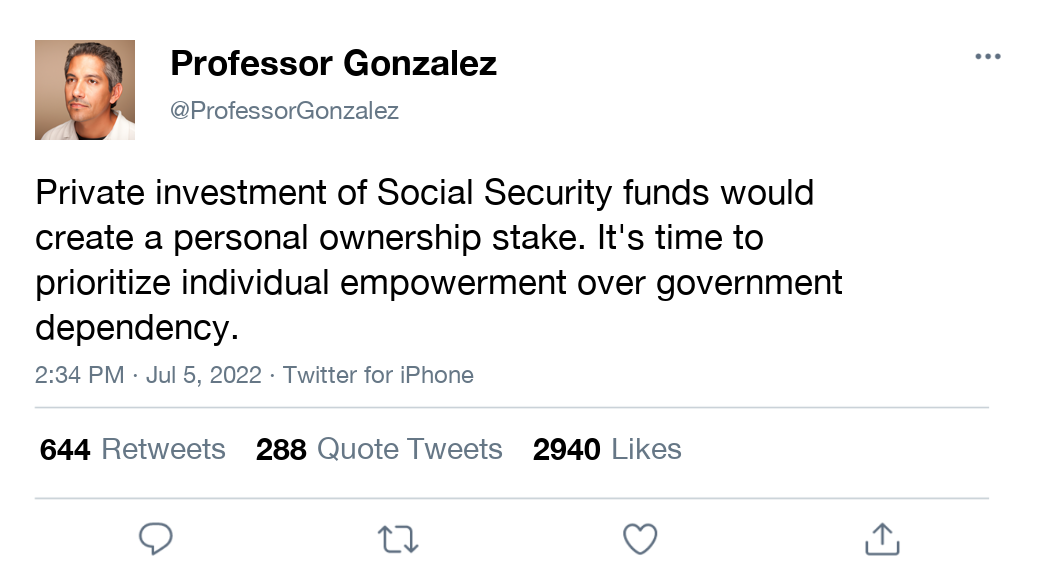 Professor Gonzalez
@ProfessorGonzalez
Private investment of Social Security funds would
create a personal ownership stake. It's time to
prioritize individual empowerment over government
dependency.
2:34 PM · Jul 5, 2022 · Twitter for iPhone
644 Retweets 288 Quote Tweets 2940 Likes